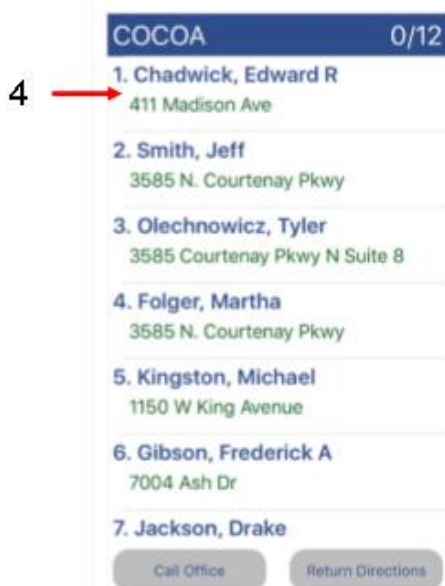 COCOA 0/12
1. Chadwick, Edward R
4
411 Madison Ave
2. Smith, Jeff
3585 N. Courtenay Pkwy
3. Olechnowicz, Tyler
3585 Courtenay Pkwy N Suite 8
4. Folger, Martha
3585 N. Courtenay Pkwy
5. Kingston, Michael
1150 W King Avenue
6. Gibson, Frederick A
7004 Ash Dr
7. Jackson, Drake
Call Office Return Directions